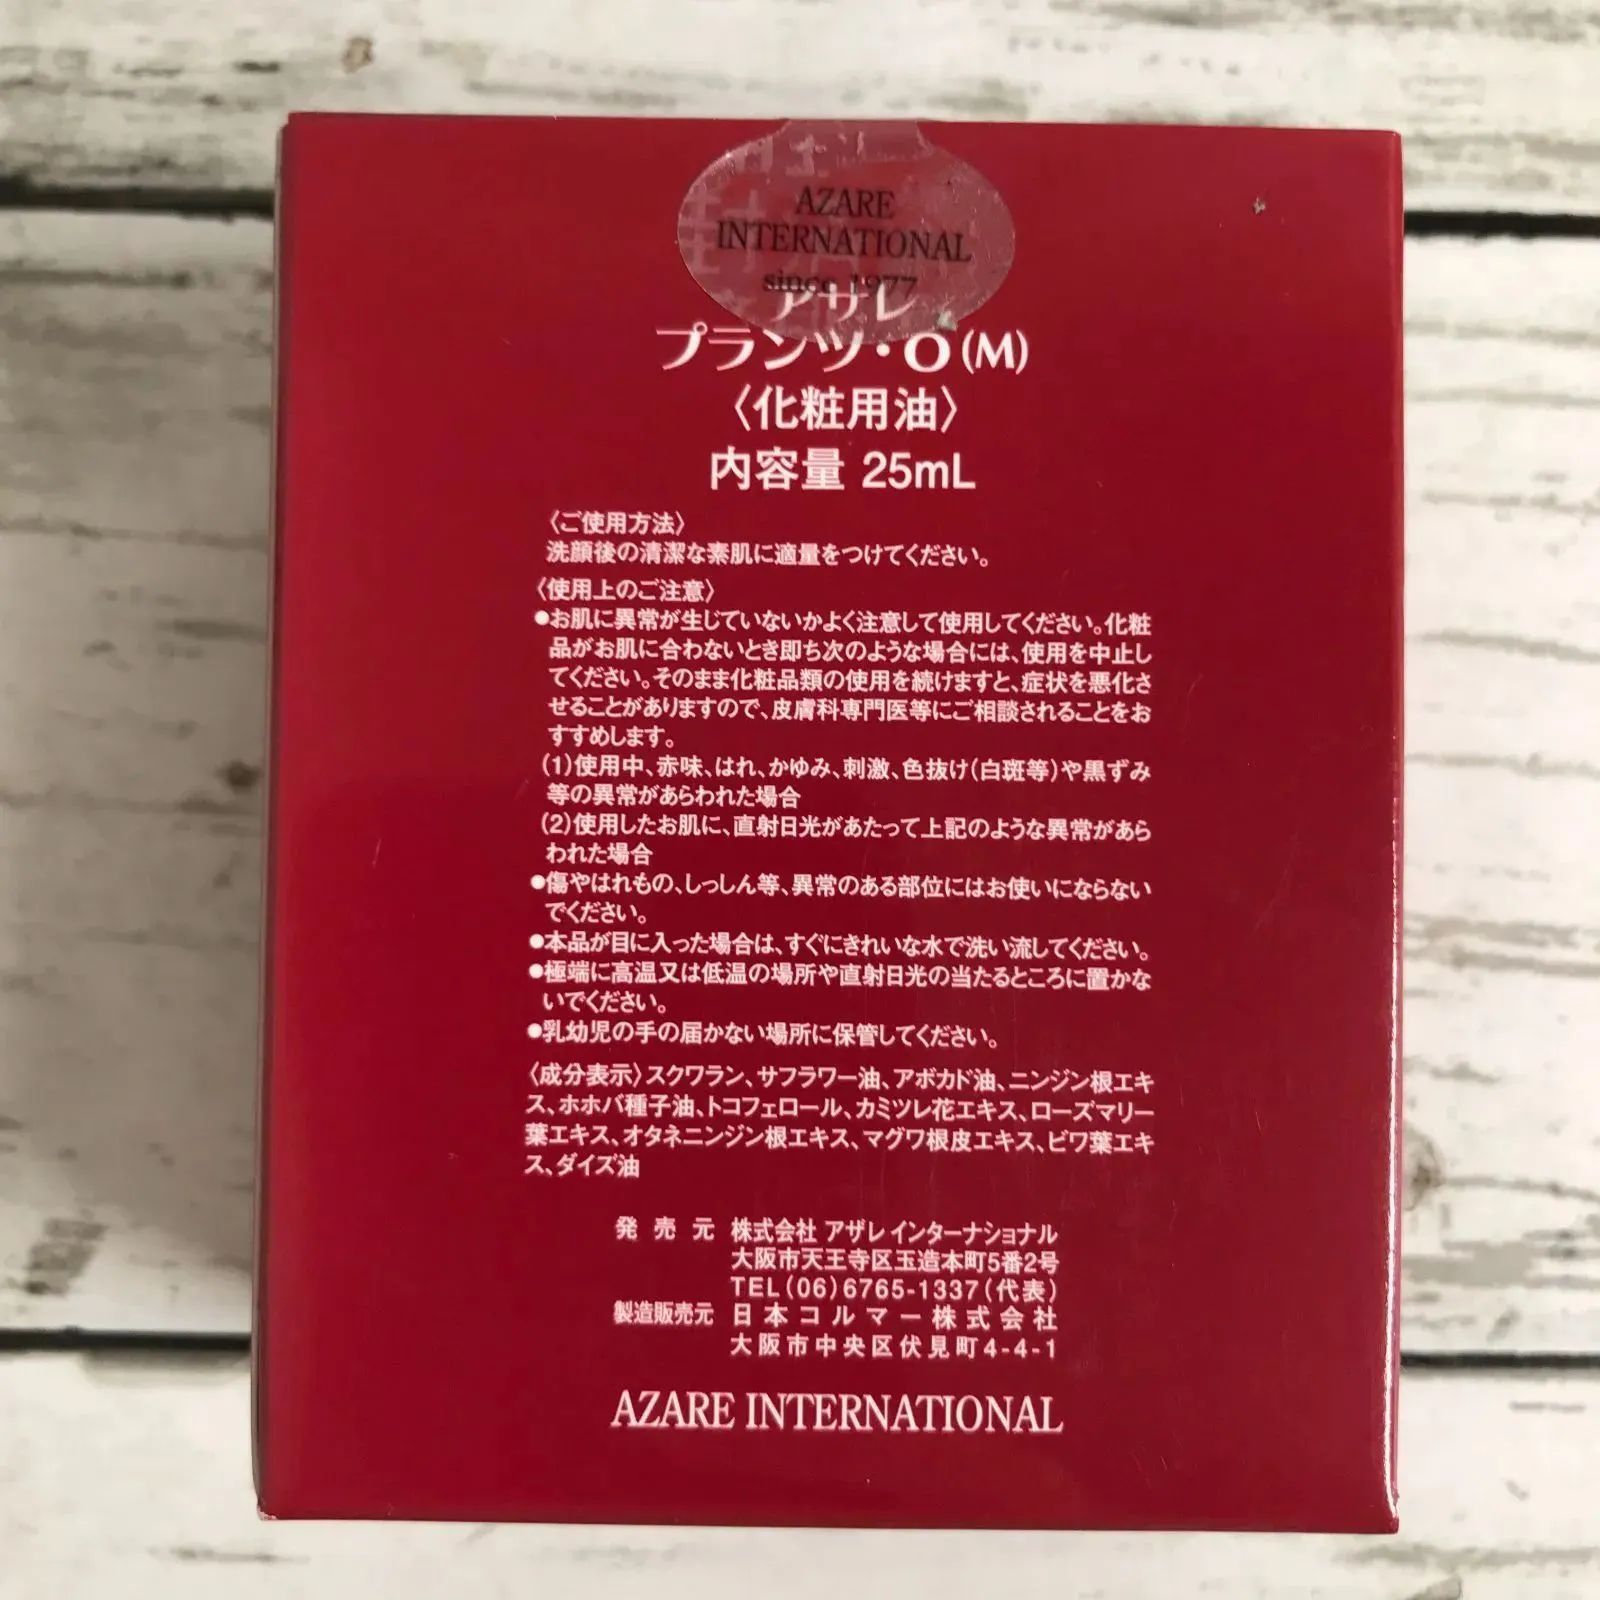 AZARE
INTERNATIONAL
since 1977
アザレ
プランツ・O(M)
〈化粧用油〉
内容量 25mL
〈ご使用方法〉
洗顔後の清潔な素肌に適量をつけてください。
〈使用上のご注意〉
●お肌に異常が生じていないかよく注意して使用してください。化粧
品がお肌に合わないとき即ち次のような場合には、使用を中止し
てください。そのまま化粧品類の使用を続けますと、症状を悪化さ
せることがありますので、皮膚科専門医等にご相談されることをお
すすめします。
(1)使用中、赤味、はれ、かゆみ、刺激、色抜け(白斑等)や黒ずみ
等の異常があらわれた場合
(2)使用したお肌に、直射日光があたって上記のような異常があら
われた場合
●傷やはれもの、しっしん等、異常のある部位にはお使いにならない
でください。
●本品が目に入った場合は、すぐにきれいな水で洗い流してください。
●極端に高温又は低温の場所や直射日光の当たるところに置かな
いでください。
●乳幼児の手の届かない場所に保管してください。
〈成分表示〉スクワラン、サフラワー油、アボカド油、ニンジン根エキ
ス、ホホバ種子油、トコフェロール、カミツレ花エキス、ローズマリー
葉エキス、オタネニンジン根エキス、マグワ根皮エキス、ビワ葉エキ
ス、ダイズ油
発売元 株式会社 アザレインターナショナル
大阪市天王寺区玉造本町5番2号
TEL(06)6765-1337(代表)
製造販売元 日本コルマー株式会社
大阪市中央区伏見町4-4-1
AZARE INTERNATIONAL